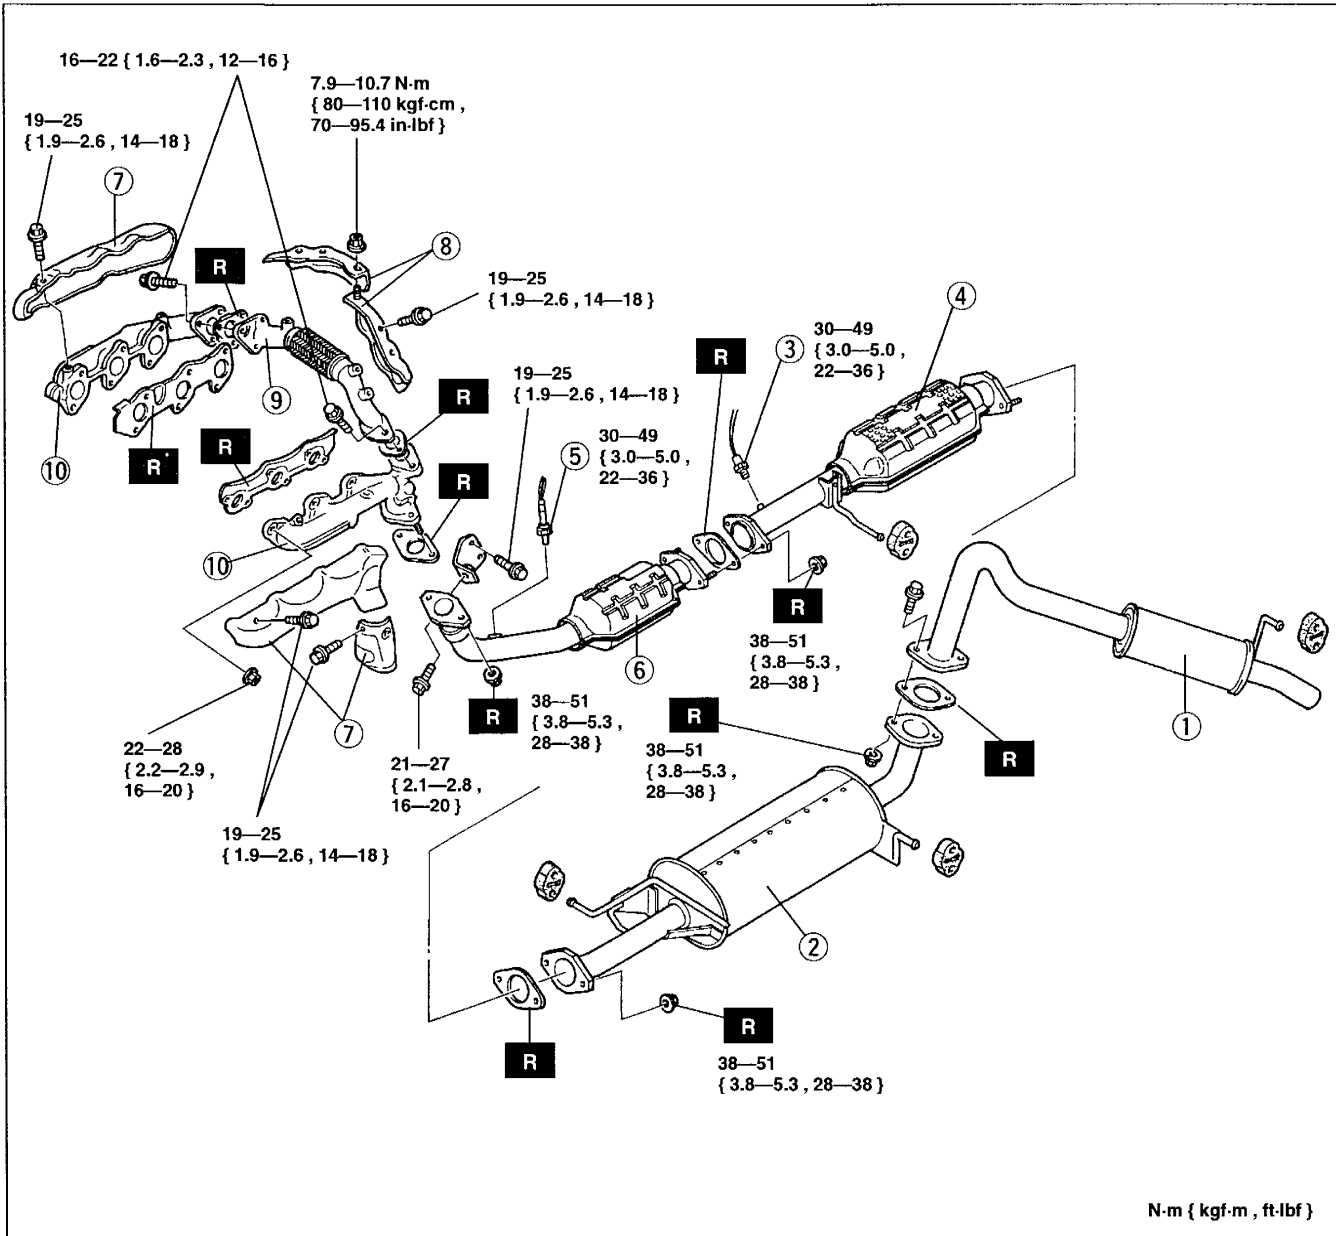 16—22 { 1.6—2.3 , 12—16 }
7.9—10.7 N·m
{ 80—110 kgf·cm ,
70—95.4 in·lbf }
19—25
{ 1.9—2.6 , 14—18 }
7
R
8
19—25
{ 1.9—2.6 , 14—18 }
4
30—49
{ 3.0—5.0 ,
22—36 }
3
R
9
R
19—25
{ 1.9—2.6 , 14—18 }
10
R
R
30—49
{ 3.0—5.0 ,
22—36 }
5
R
10
R
38—51
{ 3.8—5.3 ,
28—38 }
6
7
R
38—51
{ 3.8—5.3 ,
28—38 }
R
38—51
{ 3.8—5.3 ,
28—38 }
1
R
22—28
{ 2.2—2.9 ,
16—20 }
21—27
{ 2.1—2.8 ,
16—20 }
19—25
{ 1.9—2.6 , 14—18 }
2
R
R
38—51
{ 3.8—5.3 , 28—38 }
N·m { kgf·m , ft·lbf }